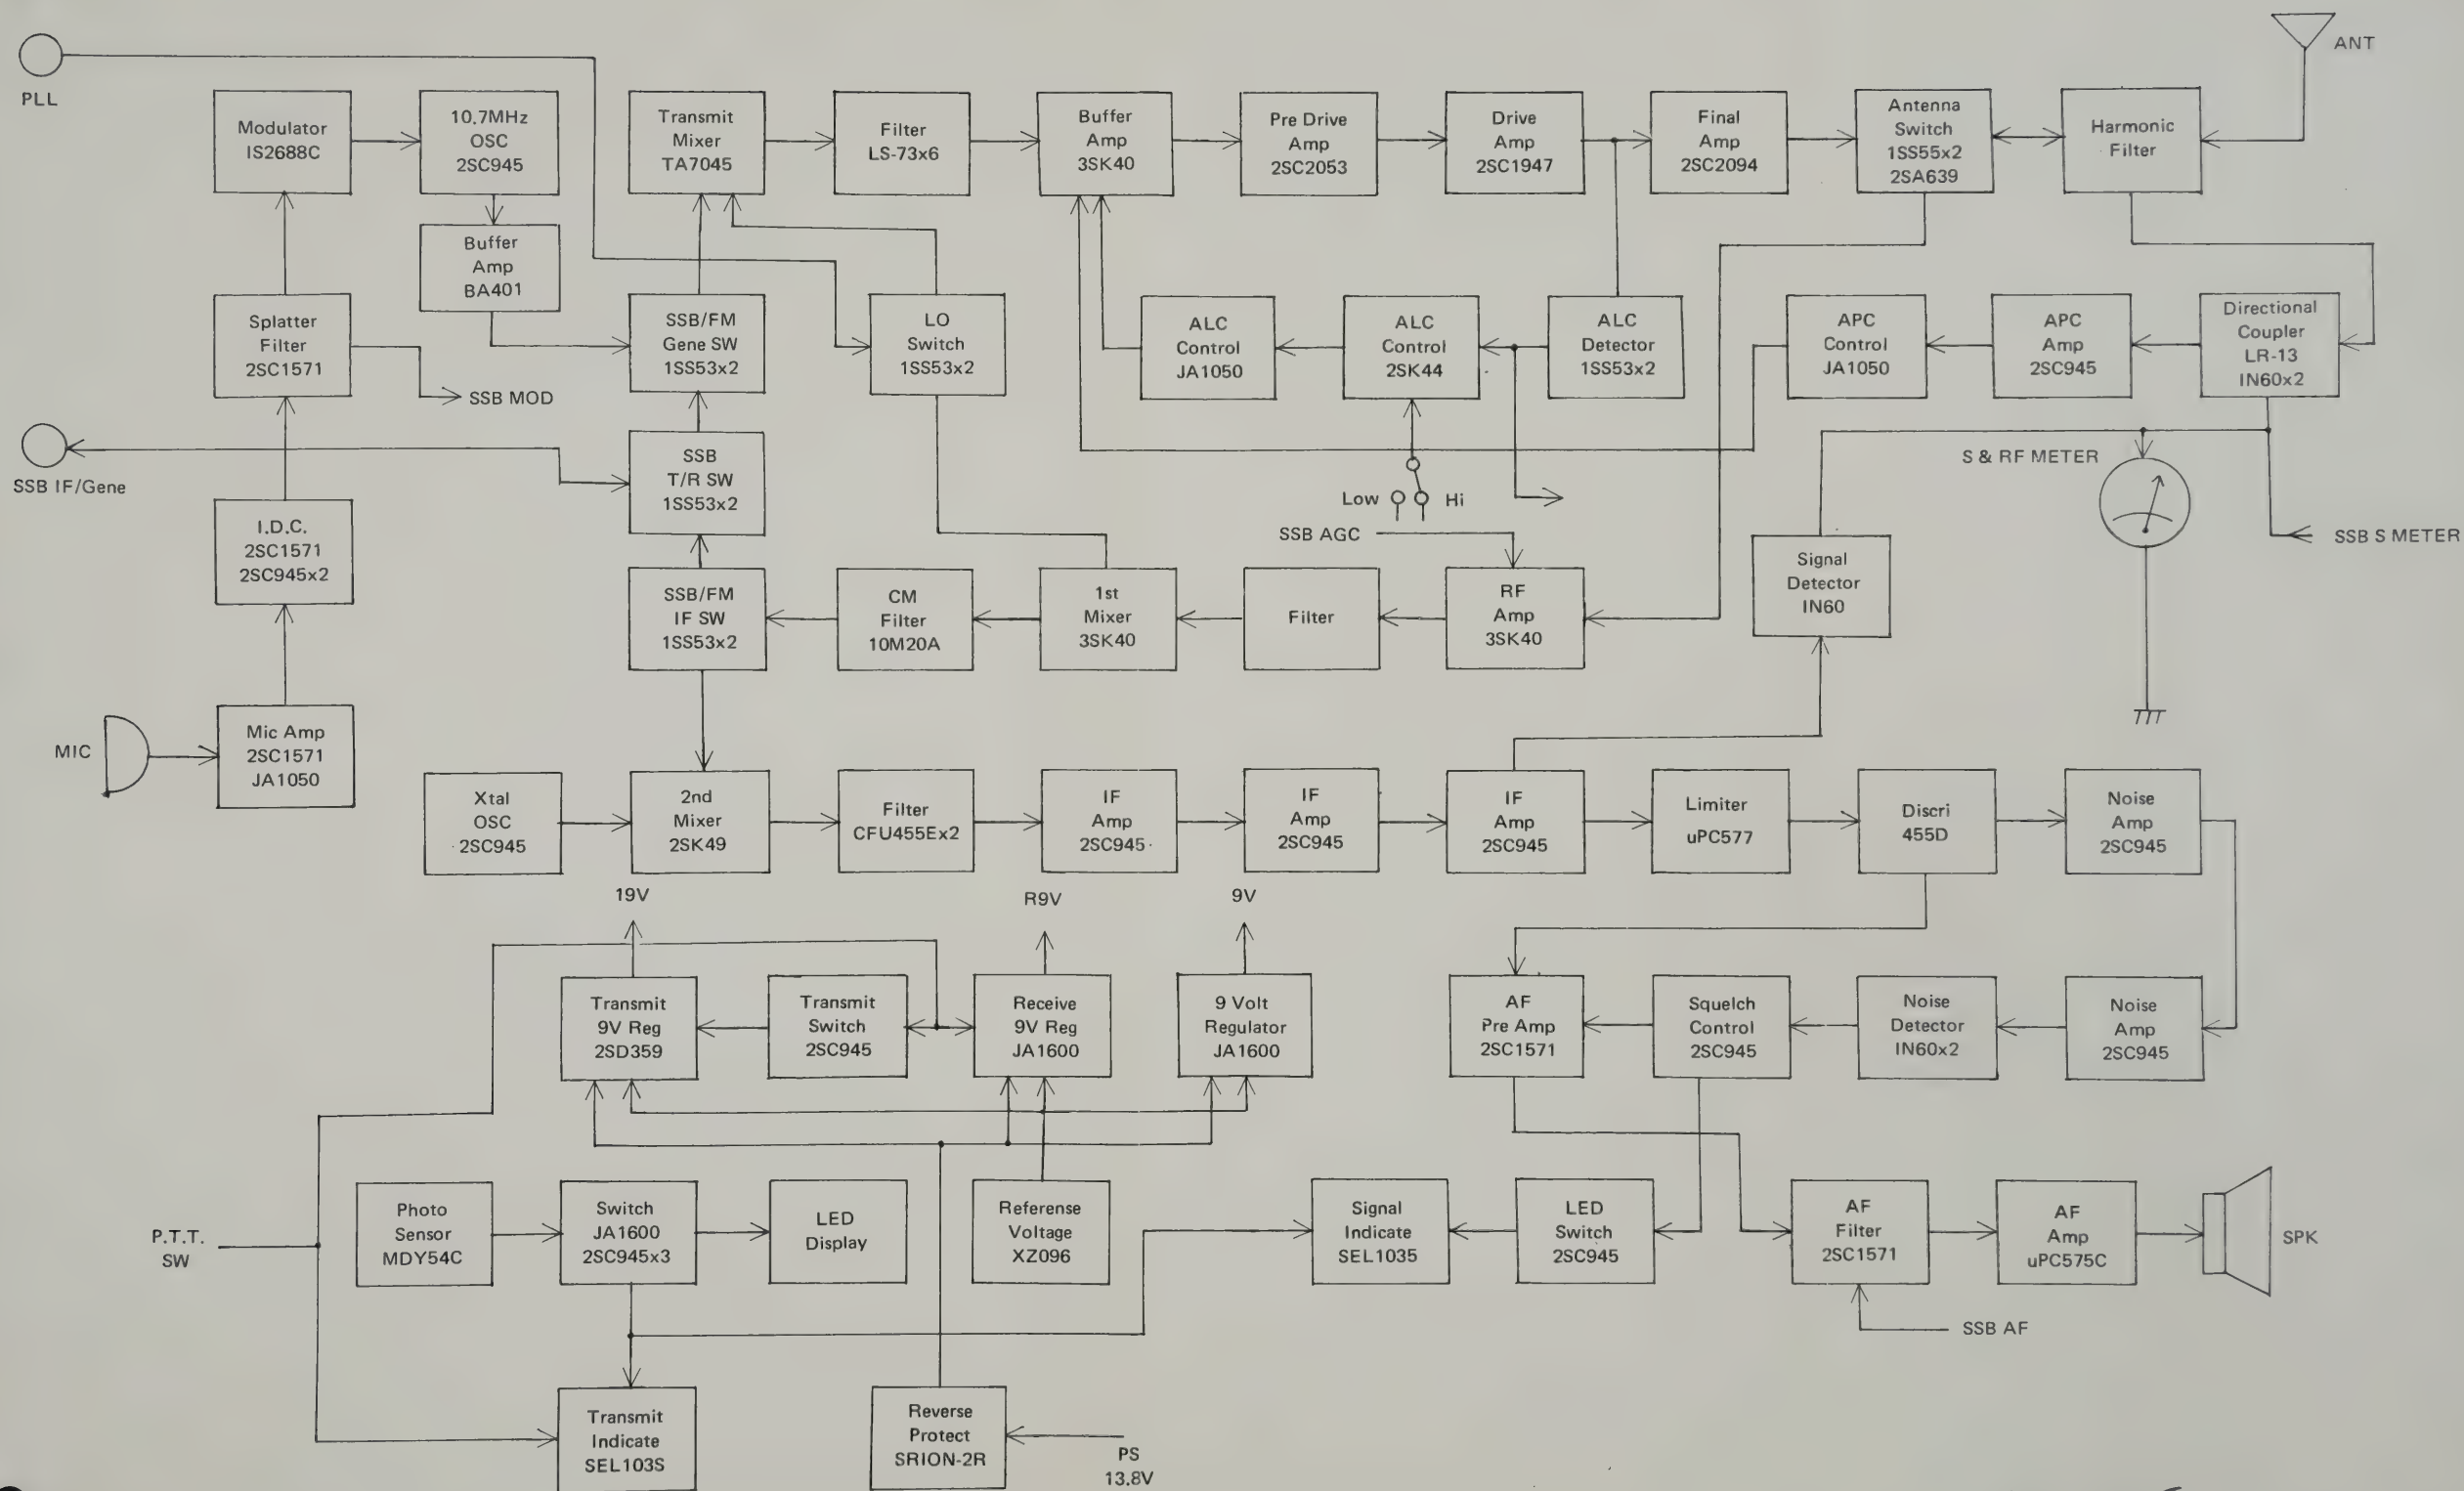 ANT
PLL
Modulator
IS2688C
10.7MHz
OSC
2SC945
Transmit
Mixer
TA7045
Filter
LS-73x6
Buffer
Amp
3SK40
Pre Drive
Amp
2SC2053
Drive
Amp
2SC1947
Final
Amp
2SC2094
Antenna
Switch
1SS55x2
2SA639
Harmonic
Filter
Buffer
Amp
BA401
Splatter
Filter
2SC1571
SSB MOD
SSB/FM
Gene SW
1SS53x2
LO
Switch
1SS53x2
ALC
Control
JA1050
ALC
Control
2SK44
ALC
Detector
1SS53x2
APC
Control
JA1050
APC
Amp
2SC945
Directional
Coupler
LR-13
IN60x2
SSB IF/Gene
SSB
T/R SW
1SS53x2
Low
Hi
S & RF METER
SSB S METER
I.D.C.
2SC1571
2SC945x2
SSB AGC
SSB/FM
IF SW
1SS53x2
CM
Filter
10M20A
1st
Mixer
3SK40
Filter
RF
Amp
3SK40
Signal
Detector
IN60
MIC
Mic Amp
2SC1571
JA1050
Xtal
OSC
2SC945
2nd
Mixer
2SK49
Filter
CFU455Ex2
IF
Amp
2SC945
IF
Amp
2SC945
IF
Amp
2SC945
Limiter
uPC577
Discri
455D
Noise
Amp
2SC945
19V
R9V
9V
Transmit
9V Reg
2SD359
Transmit
Switch
2SC945
Receive
9V Reg
JA1600
9 Volt
Regulator
JA1600
AF
Pre Amp
2SC1571
Squelch
Control
2SC945
Noise
Detector
IN60x2
Noise
Amp
2SC945
P.T.T.
SW
Photo
Sensor
MDY54C
Switch
JA1600
2SC945x3
LED
Display
Referense
Voltage
XZ096
Signal
Indicate
SEL1035
LED
Switch
2SC945
AF
Filter
2SC1571
AF
Amp
uPC575C
SPK
SSB AF
Transmit
Indicate
SEL103S
Reverse
Protect
SRION-2R
PS
13.8V